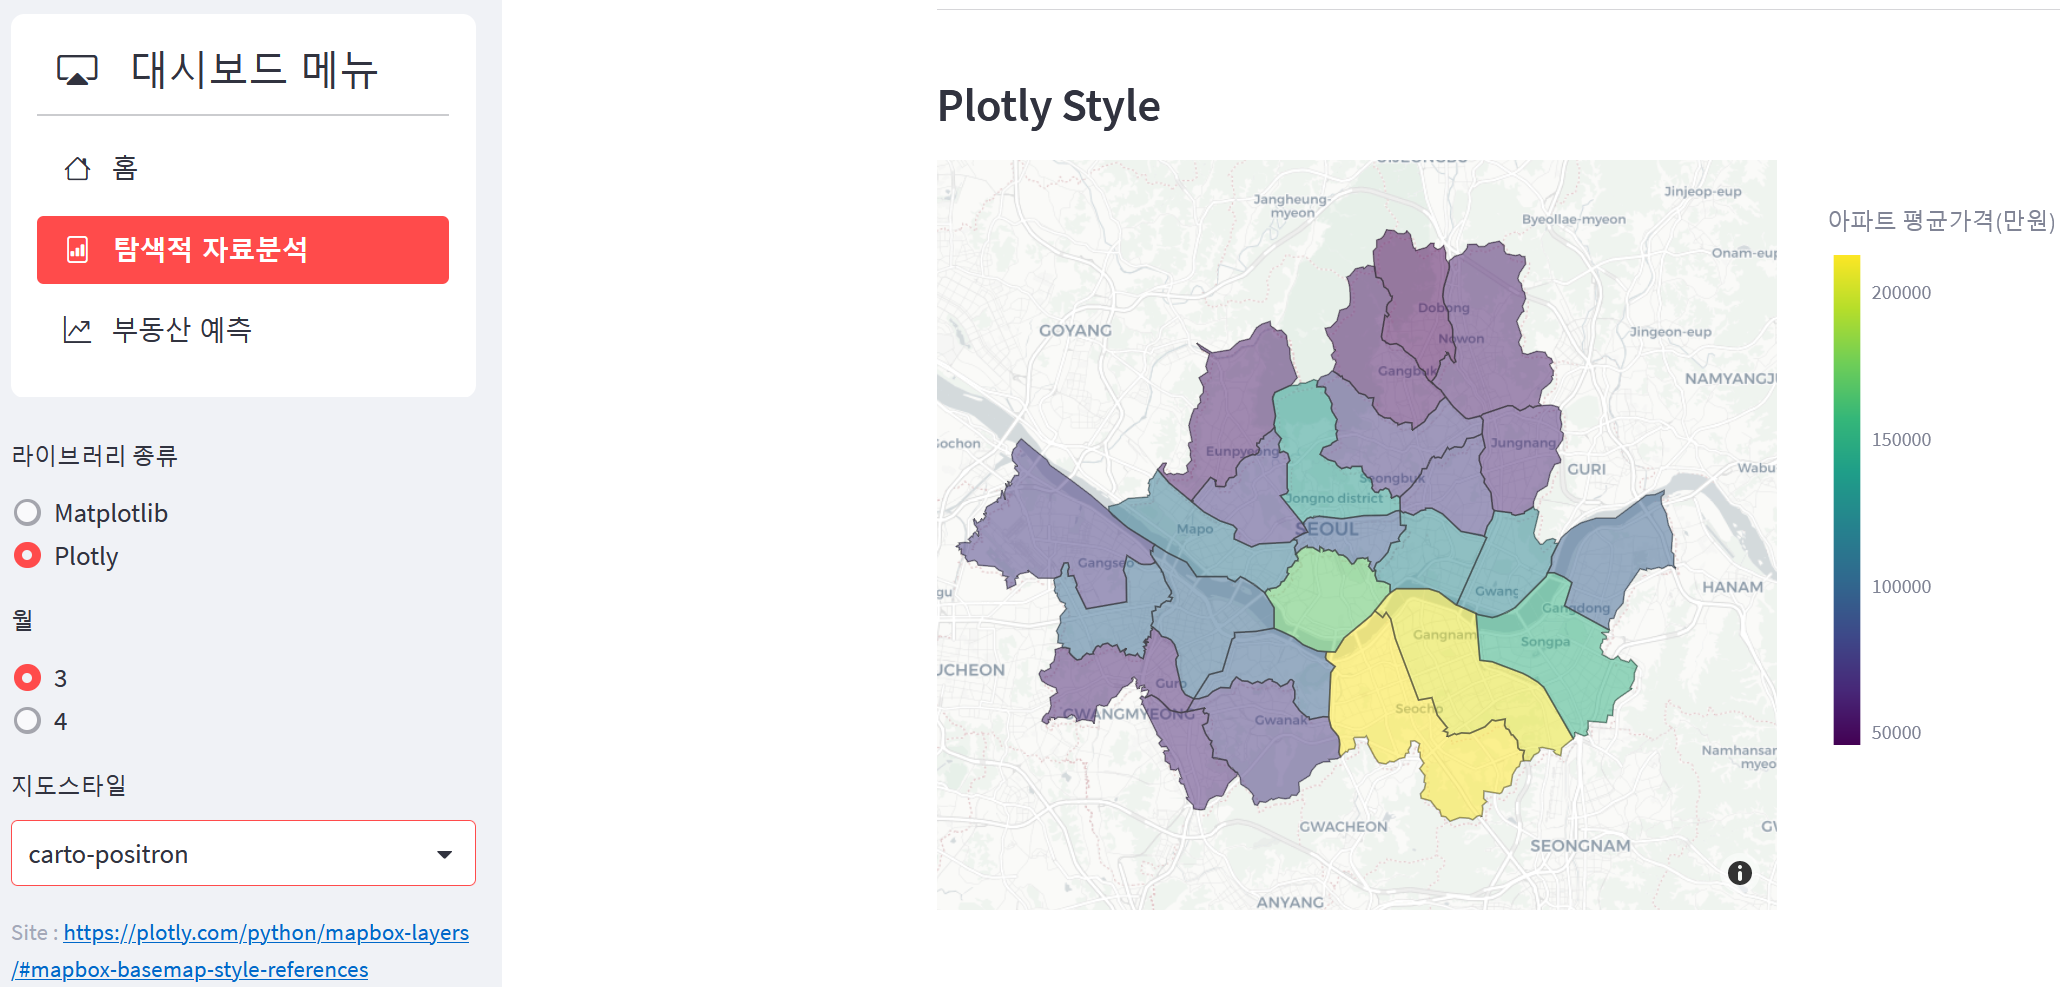 대시보드 메뉴
홈
탐색적 자료분석
부동산 예측
라이브러리 종류
Matplotlib
Plotly
월
3
4
지도스타일
carto-positron
Site : https://plotly.com/python/mapbox-layers
/#mapbox-basemap-style-references
Plotly Style
Jangheung-
myeon
Jinjeop-eup
Byeollae-myeon
Onam-eup
Dobong
GOYANG
Jingeon-eup
Nowon
Gangbuk
Jungnang
Eunpyeong
GURI
Wabu
Seongbuk
Jongno district
Mapo
SEOUL
Gangseo
HANAM
Gwang
Gangdong
Gangnam
Songpa
UCHEON
Guro
Seocho
GWANGMYEONG
Gwanak
Namhansan
myeo
GWACHEON
SEONGNAM
ANYANG
아파트 평균가격(만원)
200000
150000
100000
50000